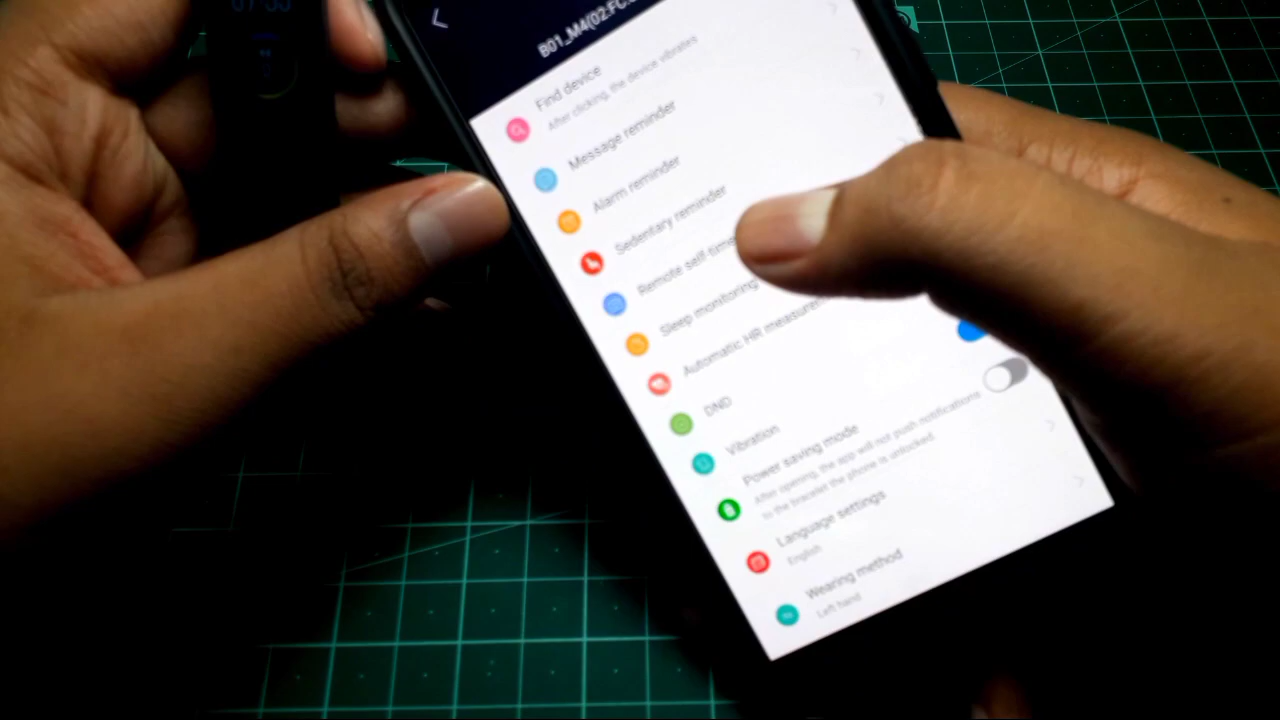 B01_M4(02:FC:
Find device
After clicking, the device vibrates
Message reminder
Alarm reminder
Sedentary reminder
Remote self-time
Sleep monitoring
Automatic HR
DND
Vibration
Power saving mode
After opening, the app will not push notifications
to the bracelet the phone is unlocked.
Language settings
English
Wearing method
Left hand